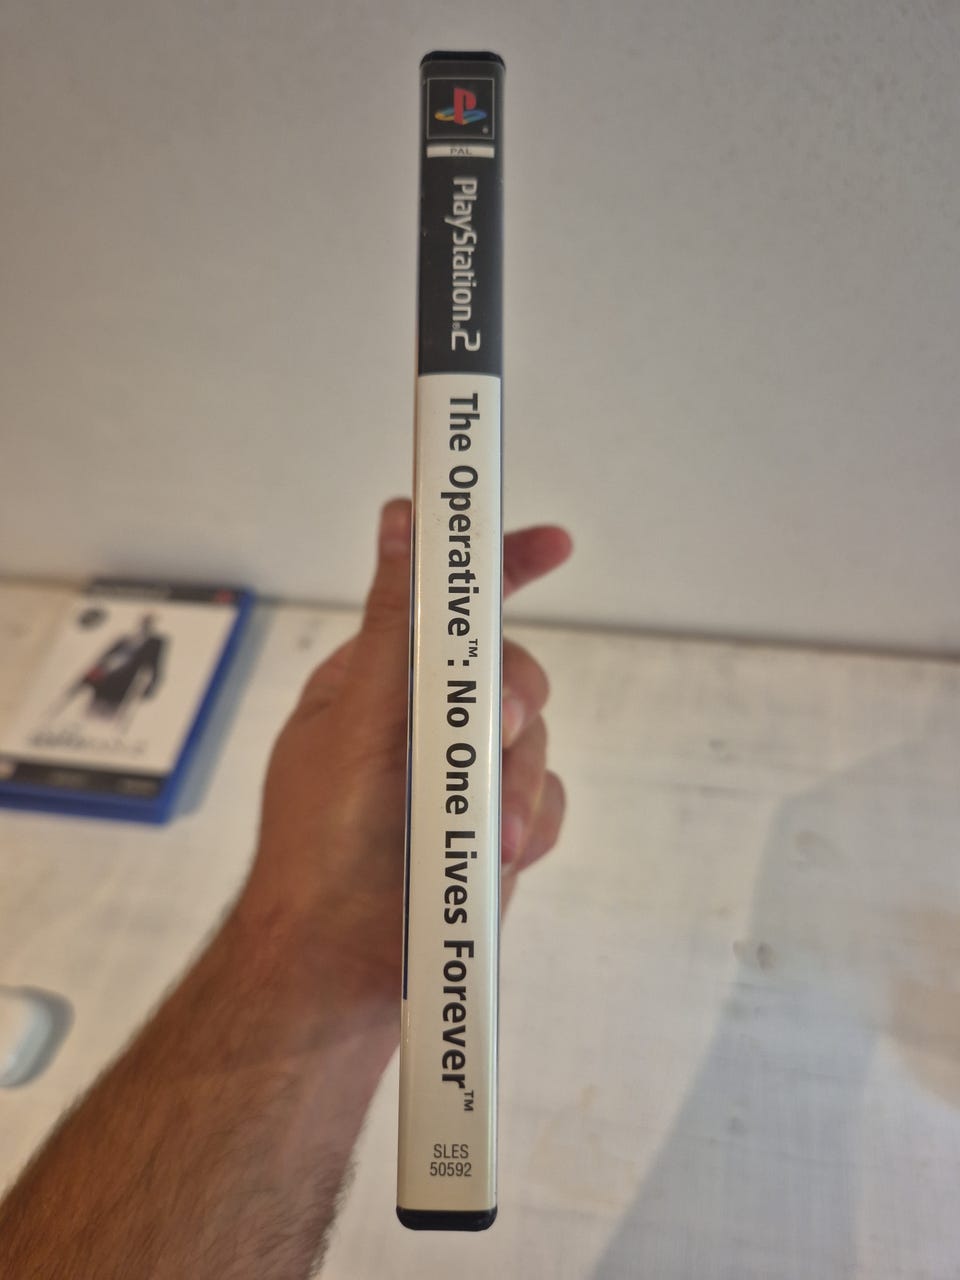 PAL
PlayStation®2
The Operative™: No One Lives Forever™
SLES
50592